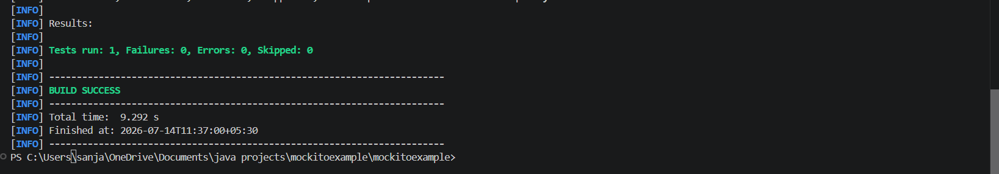 [INFO]
[INFO] Results:
[INFO]
[INFO] Tests run: 1, Failures: 0, Errors: 0, Skipped: 0
[INFO]
[INFO] ------------------------------------------------------------------------
[INFO] BUILD SUCCESS
[INFO] ------------------------------------------------------------------------
[INFO] Total time:  9.292 s
[INFO] Finished at: 2026-07-14T11:37:00+05:30
[INFO] ------------------------------------------------------------------------
PS C:\Users\sanja\OneDrive\Documents\java projects\mockitoexample\mockitoexample>